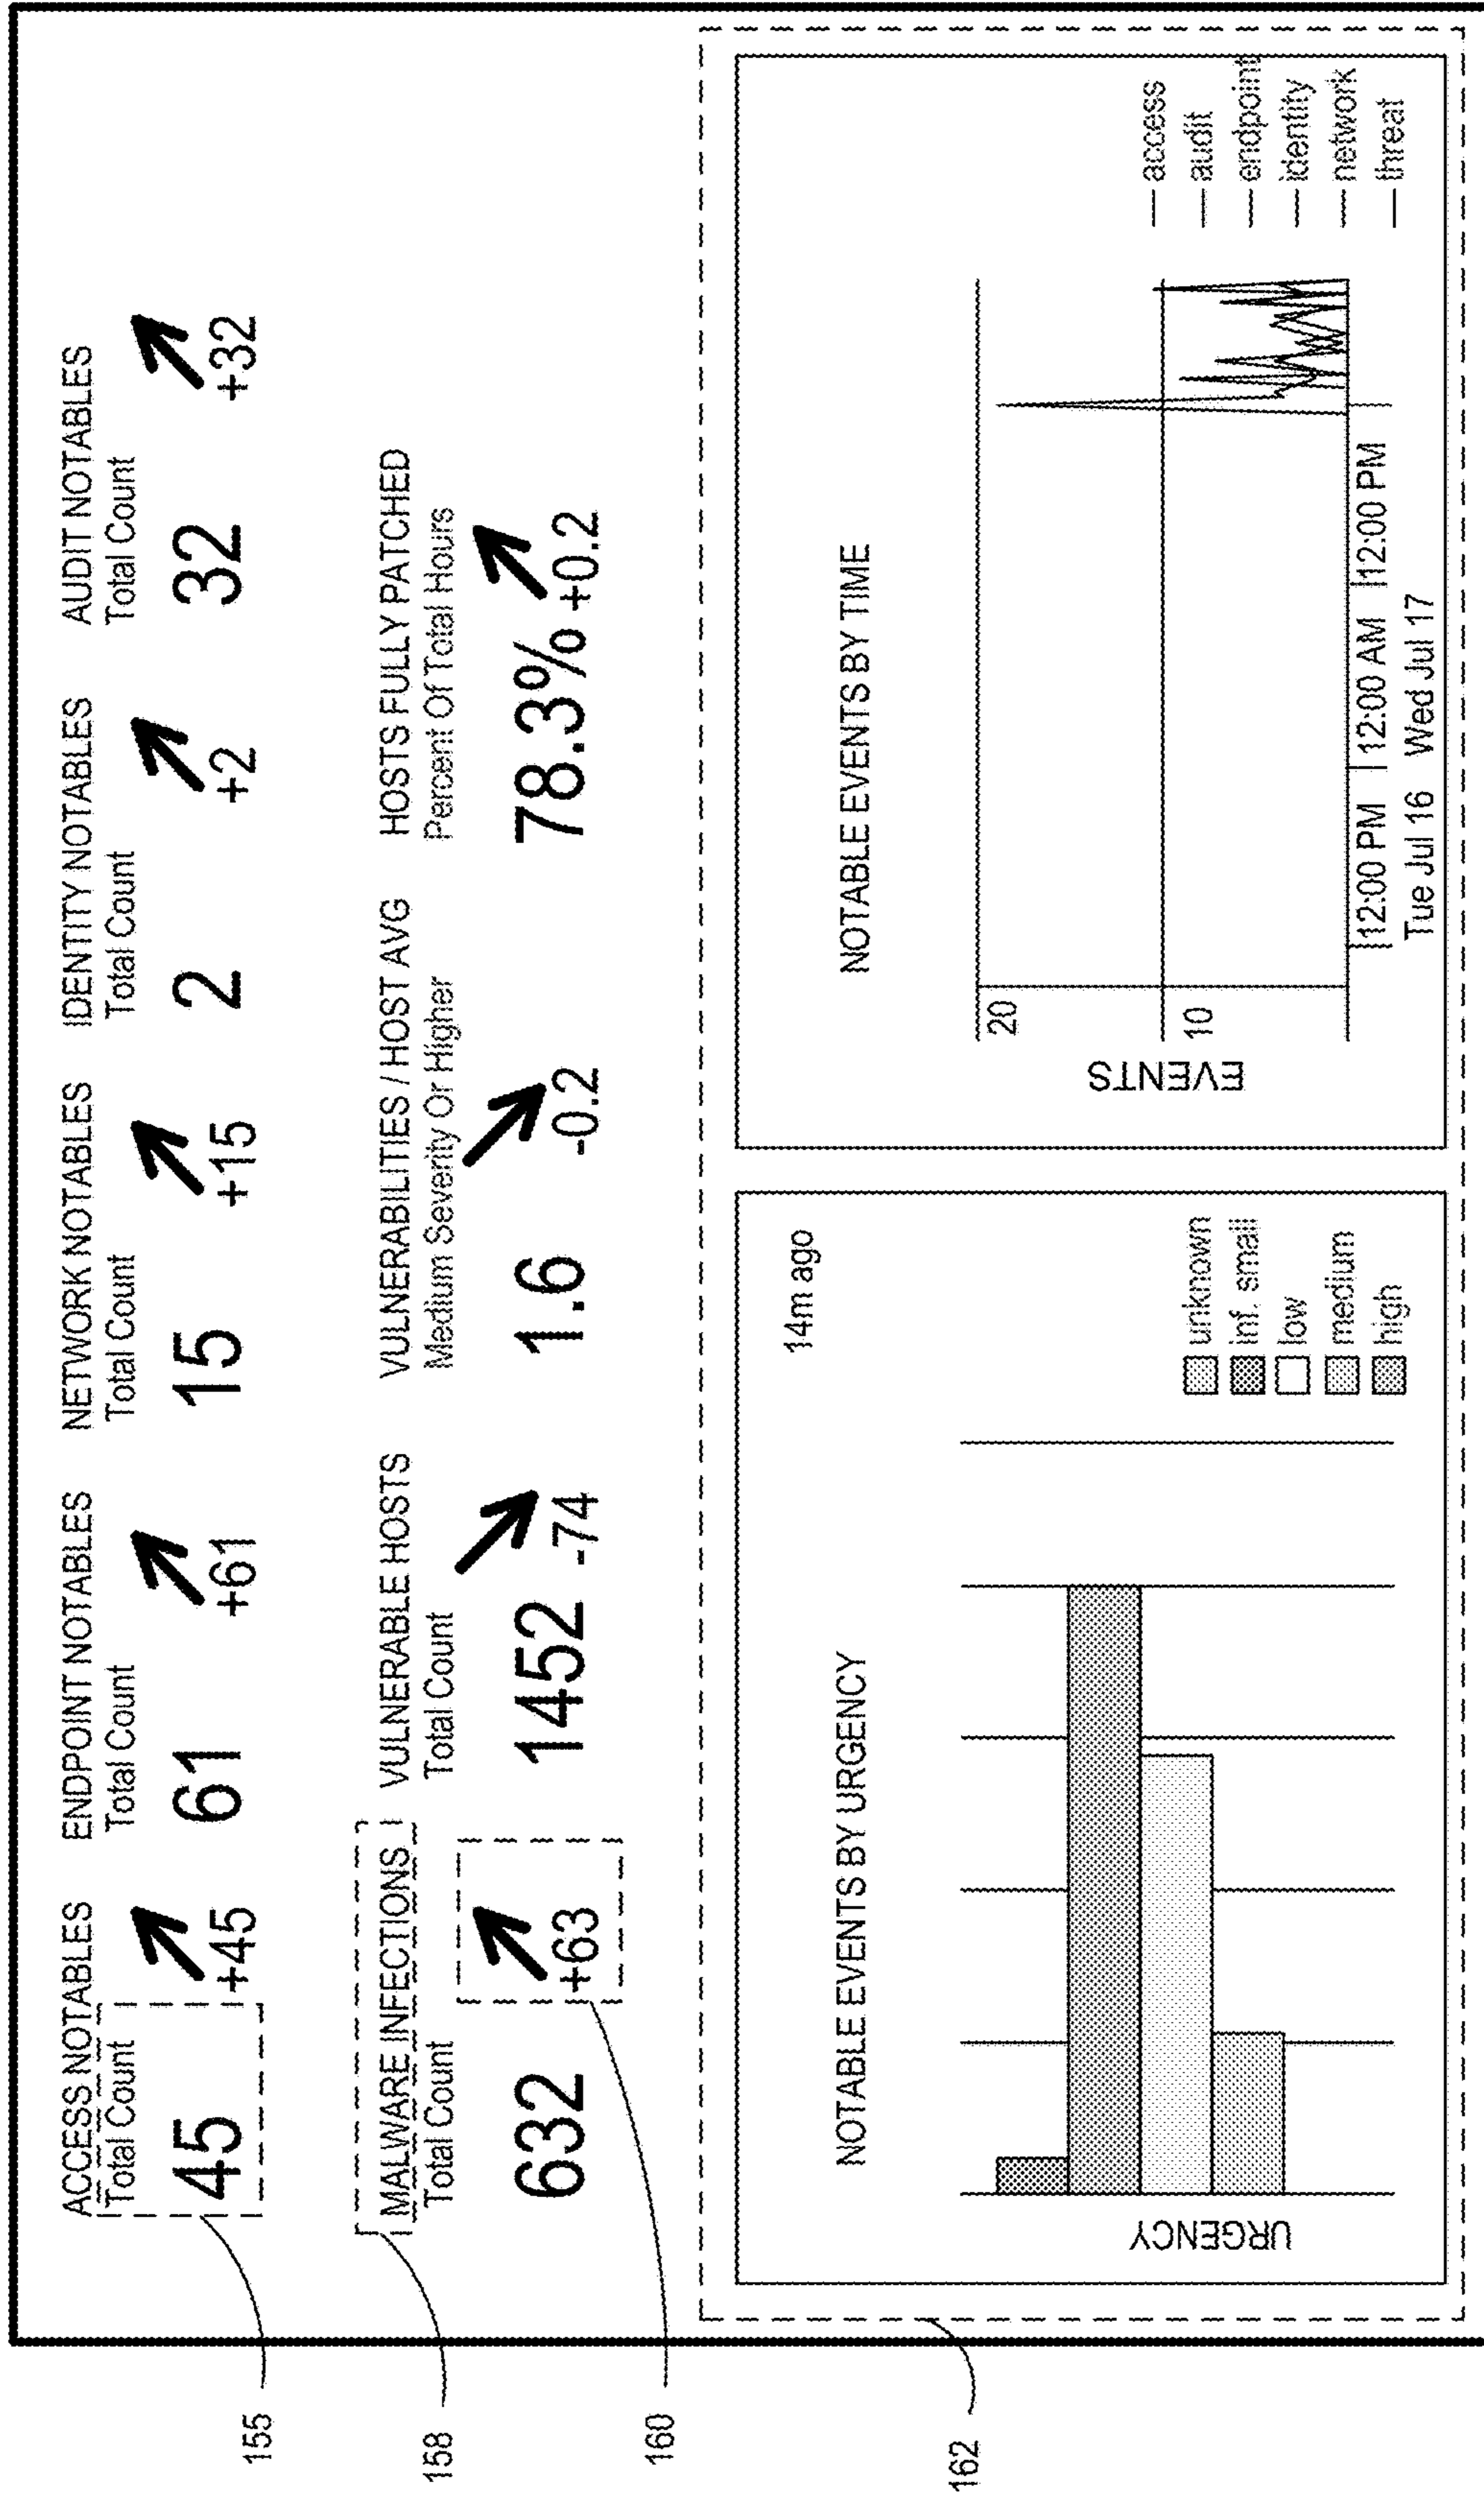 ACCESS NOTABLES
Total Count
45
+45
ENDPOINT NOTABLES
Total Count
61
+61
NETWORK NOTABLES
Total Count
15
+15
IDENTITY NOTABLES
Total Count
2
+2
AUDIT NOTABLES
Total Count
32
+32
MALWARE INFECTIONS
Total Count
632
+63
VULNERABLE HOSTS
Total Count
1452
-74
VULNERABILITIES / HOST AVG
Medium Severity Or Higher
1.6
-0.2
HOSTS FULLY PATCHED
Percent Of Total Hours
78.3%
+0.2
155
158
160
162
NOTABLE EVENTS BY URGENCY
14m ago
URGENCY
unknown
inf. small
low
medium
high
NOTABLE EVENTS BY TIME
EVENTS
20
10
12:00 PM
12:00 AM
12:00 PM
Tue Jul 16
Wed Jul 17
access
audit
endpoint
identity
network
threat